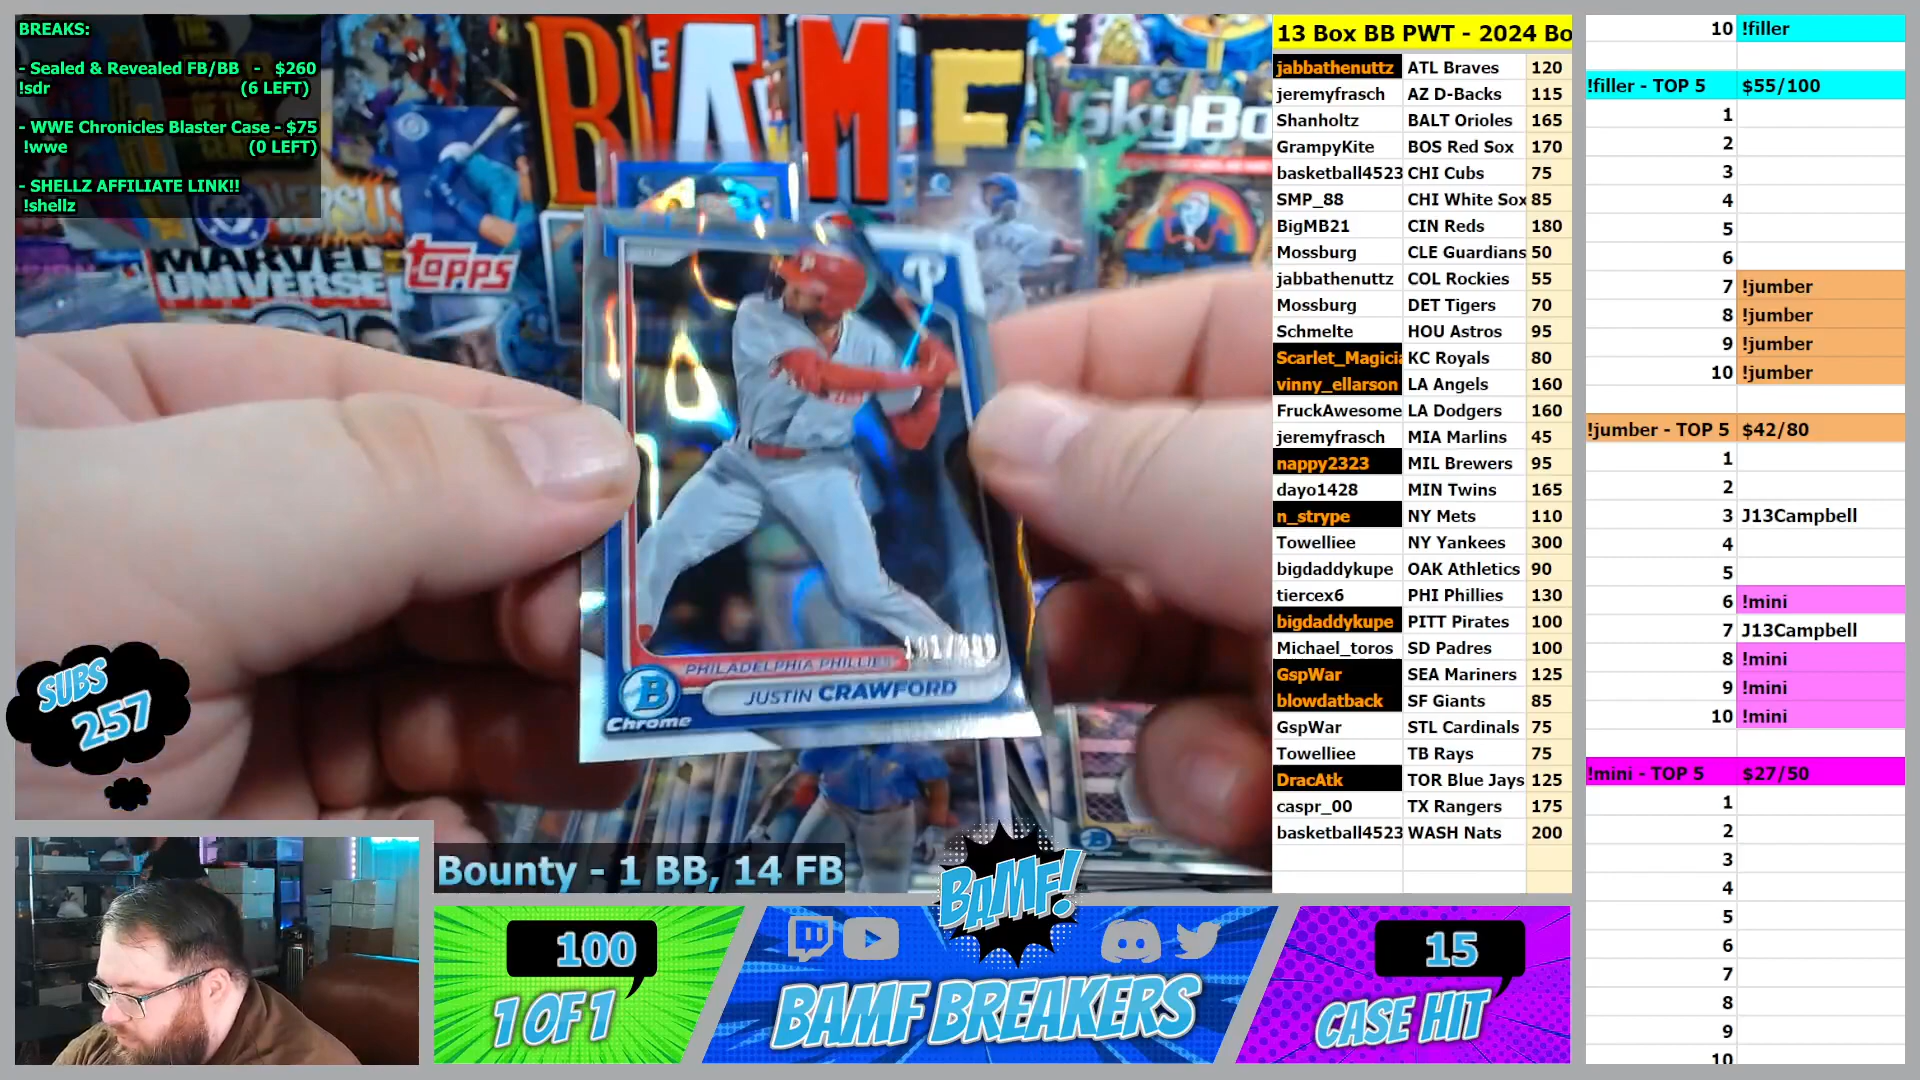 BREAKS:
- Sealed & Revealed FB/BB - $260
!sdr (6 LEFT)
- WWE Chronicles Blaster Case - $75
!wwe (0 LEFT)
- SHELLZ AFFILIATE LINK!!
!shellz
BAMF
SkyBo
MARVEL
UNIVERSE
topps
PHILADELPHIA PHILLIES
JUSTIN CRAWFORD
B
Chrome
SUBS
257
Bounty - 1 BB, 14 FB
BAMF!
100
1 OF 1
BAMF BREAKERS
15
CASE HIT
13 Box BB PWT - 2024 Bo
jabbathenuttz ATL Braves 120
jeremyfrasch AZ D-Backs 115
Shanholtz BALT Orioles 165
GrampyKite BOS Red Sox 170
basketball4523 CHI Cubs 75
SMP_88 CHI White Sox 85
BigMB21 CIN Reds 180
Mossburg CLE Guardians 50
jabbathenuttz COL Rockies 55
Mossburg DET Tigers 70
Schmelte HOU Astros 95
Scarlet_Magicia KC Royals 80
vinny_ellarson LA Angels 160
FruckAwesome LA Dodgers 160
jeremyfrasch MIA Marlins 45
nappy2323 MIL Brewers 95
dayo1428 MIN Twins 165
n_strype NY Mets 110
Towelliee NY Yankees 300
bigdaddykupe OAK Athletics 90
tiercex6 PHI Phillies 130
bigdaddykupe PITT Pirates 100
Michael_toros SD Padres 100
GspWar SEA Mariners 125
blowdatback SF Giants 85
GspWar STL Cardinals 75
Towelliee TB Rays 75
DracAtk TOR Blue Jays 125
caspr_00 TX Rangers 175
basketball4523 WASH Nats 200
10 !filler
!filler - TOP 5 $55/100
1
2
3
4
5
6
7 !jumber
8 !jumber
9 !jumber
10 !jumber
!jumber - TOP 5 $42/80
1
2
3 J13Campbell
4
5
6 !mini
7 J13Campbell
8 !mini
9 !mini
10 !mini
!mini - TOP 5 $27/50
1
2
3
4
5
6
7
8
9
10